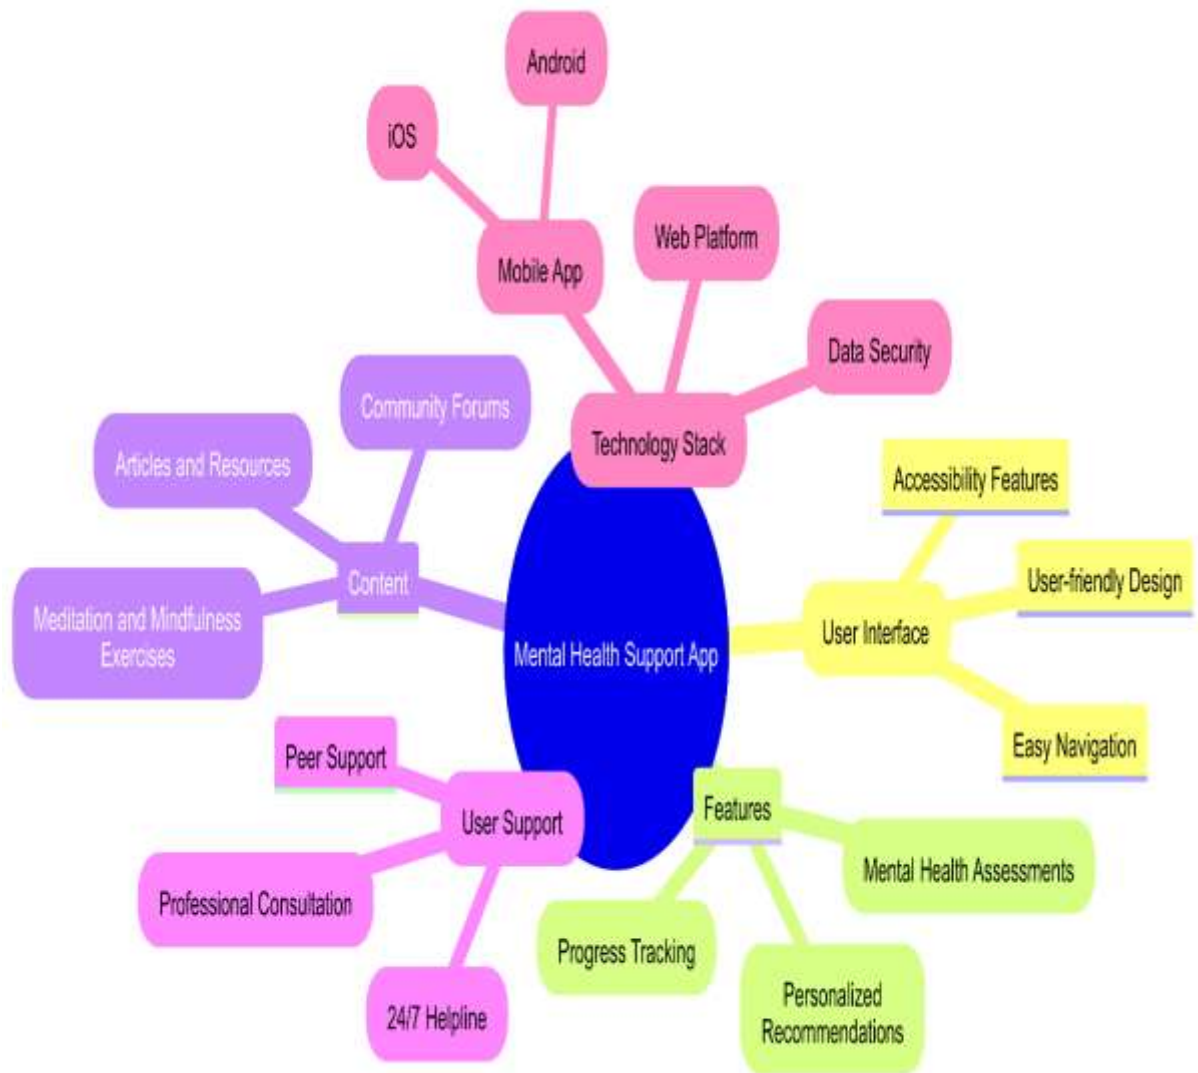 Android
iOS
Web Platform
Mobile App
Data Security
Technology Stack
Community Forums
Articles and Resources
Accessibility Features
Content
User-friendly Design
Meditation and Mindfulness
Exercises
User Interface
Mental Health Support App
Easy Navigation
Peer Support
User Support
Features
Mental Health Assessments
Professional Consultation
Progress Tracking
24/7 Helpline
Personalized
Recommendations